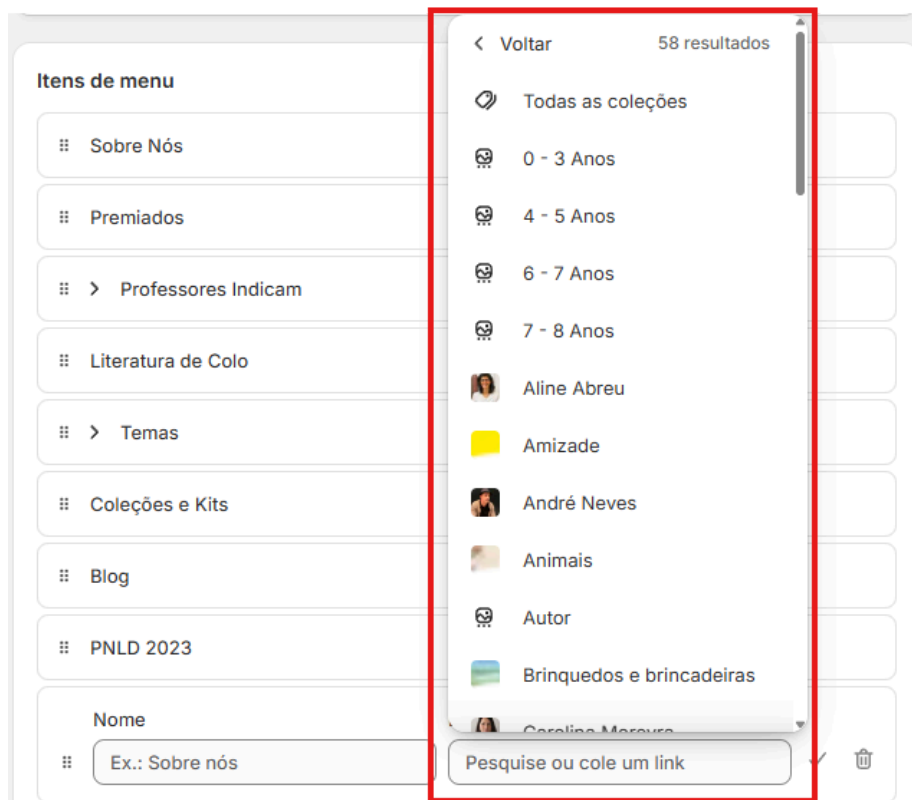 Itens de menu
Sobre Nós
Premiados
Professores Indicam
Literatura de Colo
Temas
Coleções e Kits
Blog
PNLD 2023
Nome
Ex.: Sobre nós
Voltar 58 resultados
Todas as coleções
0 - 3 Anos
4 - 5 Anos
6 - 7 Anos
7 - 8 Anos
Aline Abreu
Amizade
André Neves
Animais
Autor
Brinquedos e brincadeiras
Carolina Moreyra
Pesquise ou cole um link